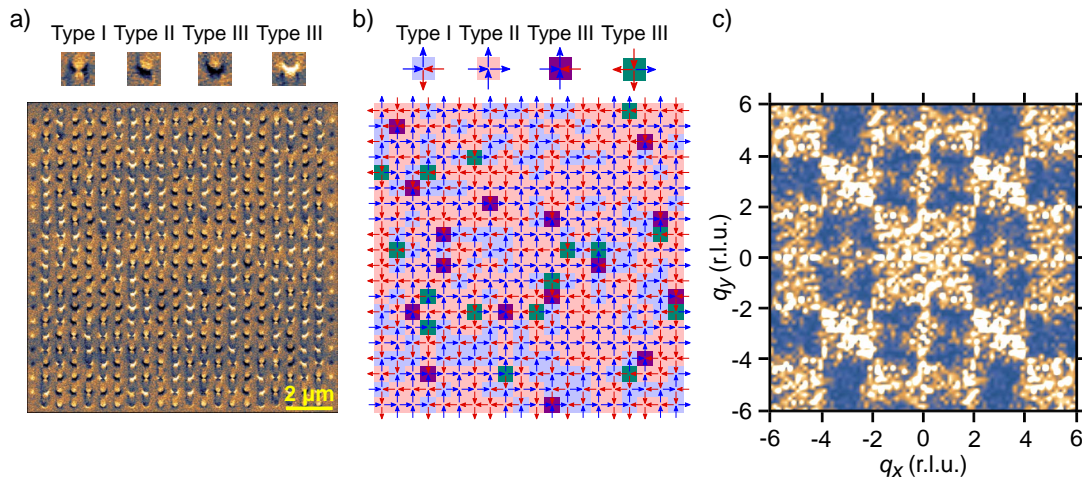 a)
Type I Type II Type III Type III
2 µm
b)
Type I Type II Type III Type III
c)
6
4
2
0
-2
-4
-6
qy (r.l.u.)
-6 -4 -2 0 2 4 6
qx (r.l.u.)